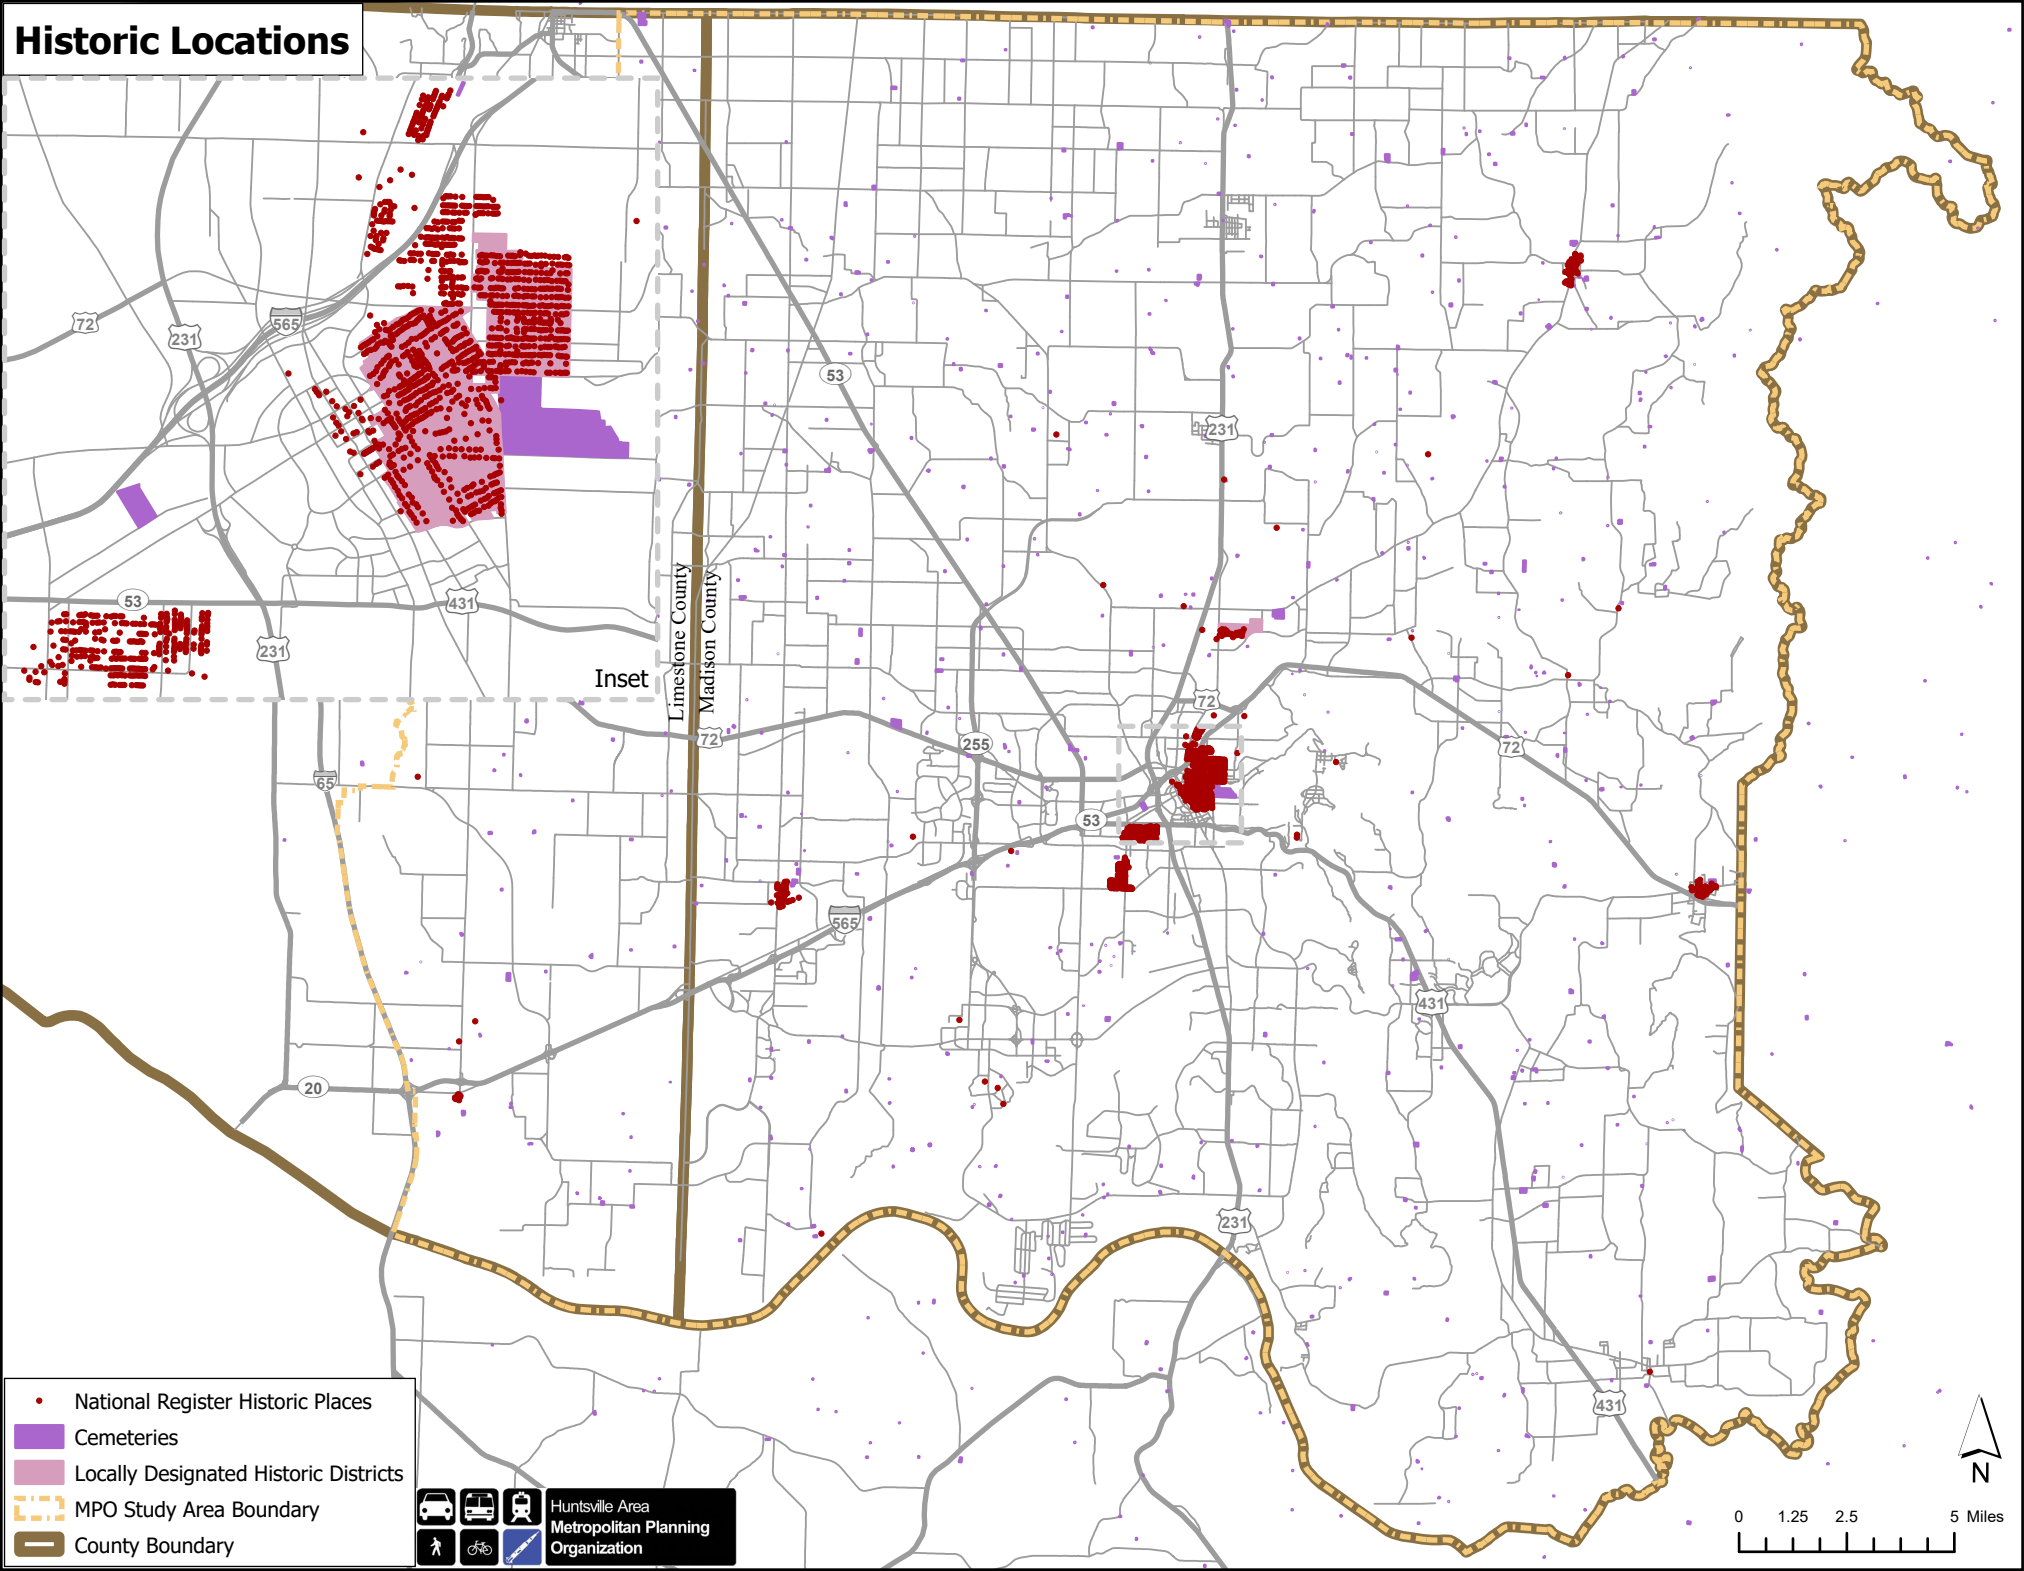 Historic Locations
72
231
565
53
431
231
Inset
Limestone County
Madison County
53
231
72
72
255
72
65
53
565
431
20
231
431
National Register Historic Places
Cemeteries
Locally Designated Historic Districts
MPO Study Area Boundary
County Boundary
Huntsville Area
Metropolitan Planning
Organization
N
0 1.25 2.5 5 Miles